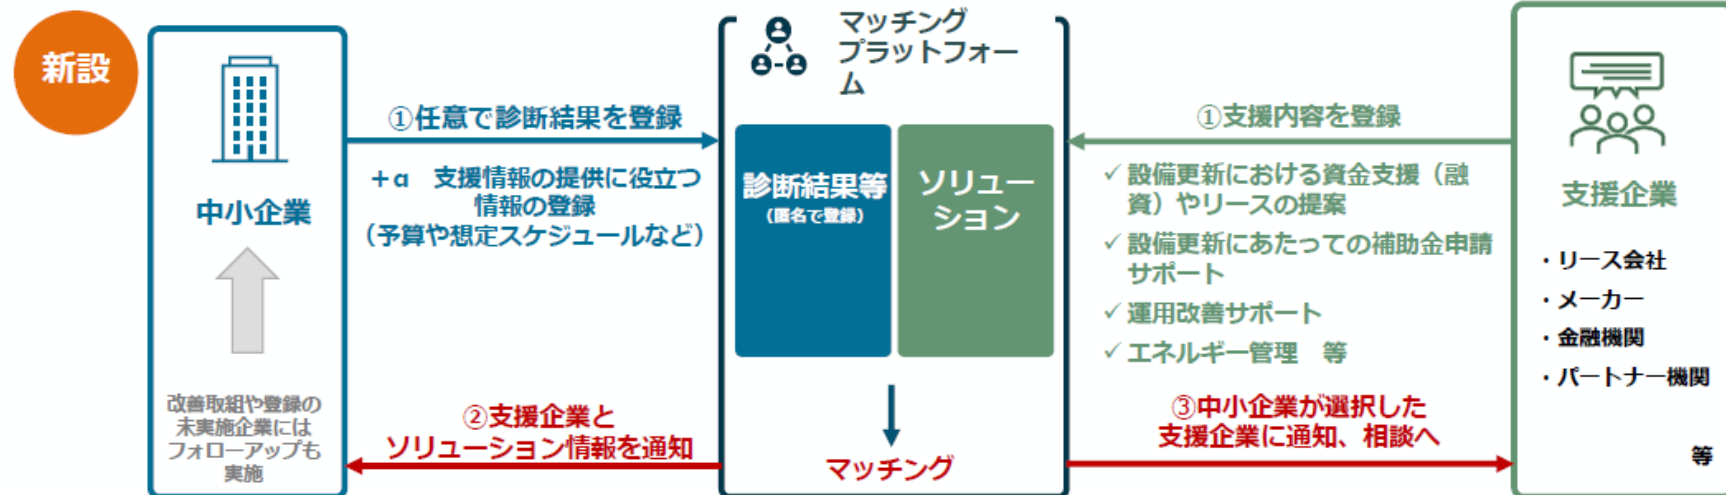 新設
中小企業
改善取組や登録の
未実施企業には
フォローアップも
実施
①任意で診断結果を登録
+α 支援情報の提供に役立つ
情報の登録
（予算や想定スケジュールなど）
②支援企業と
ソリューション情報を通知
マッチング
プラットフォー
ム
診断結果等
（匿名で登録）
ソリュー
ション
マッチング
①支援内容を登録
✓ 設備更新における資金支援（融
資）やリースの提案
✓ 設備更新にあたっての補助金申請
サポート
✓ 運用改善サポート
✓ エネルギー管理 等
③中小企業が選択した
支援企業に通知、相談へ
支援企業
・リース会社
・メーカー
・金融機関
・パートナー機関
等